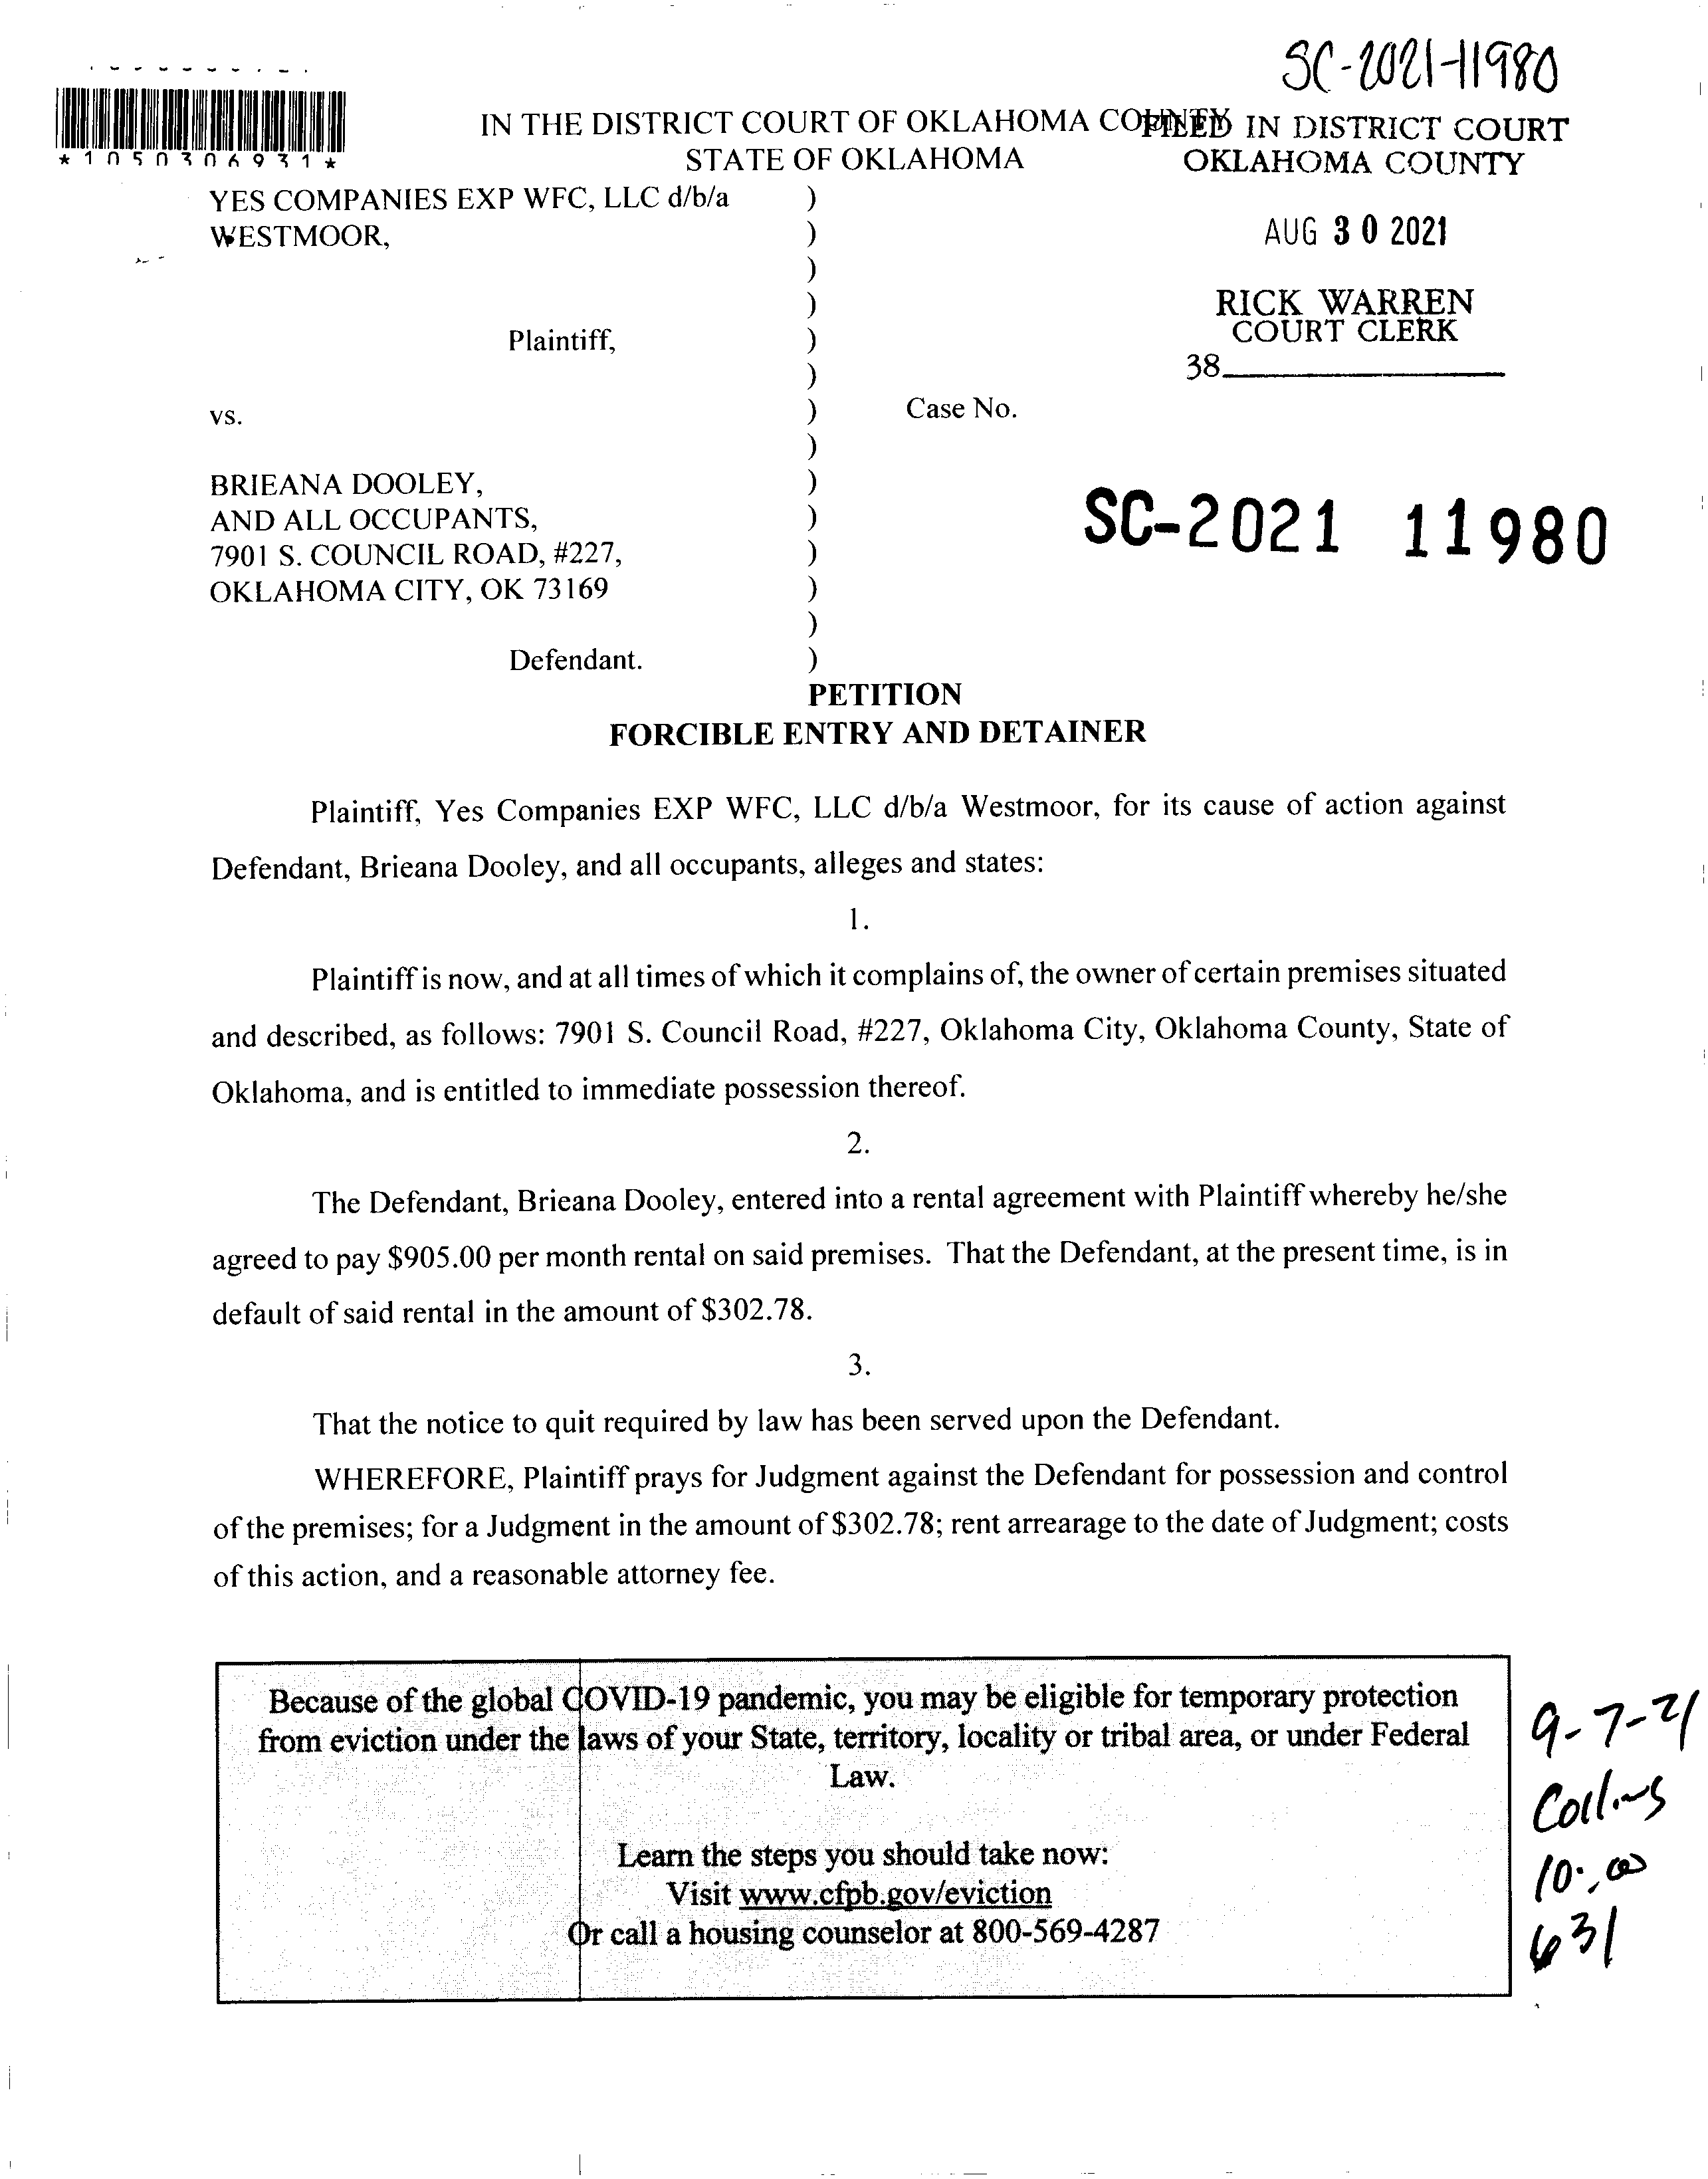 SC-2021-11980
*1050306931*
IN THE DISTRICT COURT OF OKLAHOMA COUNTY
STATE OF OKLAHOMA
FILED IN DISTRICT COURT
OKLAHOMA COUNTY
AUG 30 2021
RICK WARREN
COURT CLERK
38
YES COMPANIES EXP WFC, LLC d/b/a )
WESTMOOR, )
)
)
Plaintiff, )
)
vs. ) Case No.
)
BRIEANA DOOLEY, )
AND ALL OCCUPANTS, ) SC-2021 11980
7901 S. COUNCIL ROAD, #227, )
OKLAHOMA CITY, OK 73169 )
)
Defendant. )
PETITION
FORCIBLE ENTRY AND DETAINER
Plaintiff, Yes Companies EXP WFC, LLC d/b/a Westmoor, for its cause of action against
Defendant, Brieana Dooley, and all occupants, alleges and states:
1.
Plaintiff is now, and at all times of which it complains of, the owner of certain premises situated
and described, as follows: 7901 S. Council Road, #227, Oklahoma City, Oklahoma County, State of
Oklahoma, and is entitled to immediate possession thereof.
2.
The Defendant, Brieana Dooley, entered into a rental agreement with Plaintiff whereby he/she
agreed to pay $905.00 per month rental on said premises. That the Defendant, at the present time, is in
default of said rental in the amount of $302.78.
3.
That the notice to quit required by law has been served upon the Defendant.
WHEREFORE, Plaintiff prays for Judgment against the Defendant for possession and control
of the premises; for a Judgment in the amount of $302.78; rent arrearage to the date of Judgment; costs
of this action, and a reasonable attorney fee.
Because of the global COVID-19 pandemic, you may be eligible for temporary protection
from eviction under the laws of your State, territory, locality or tribal area, or under Federal
Law.
Learn the steps you should take now:
Visit www.cfpb.gov/eviction
Or call a housing counselor at 800-569-4287
9-7-21
Collins
10:00
631